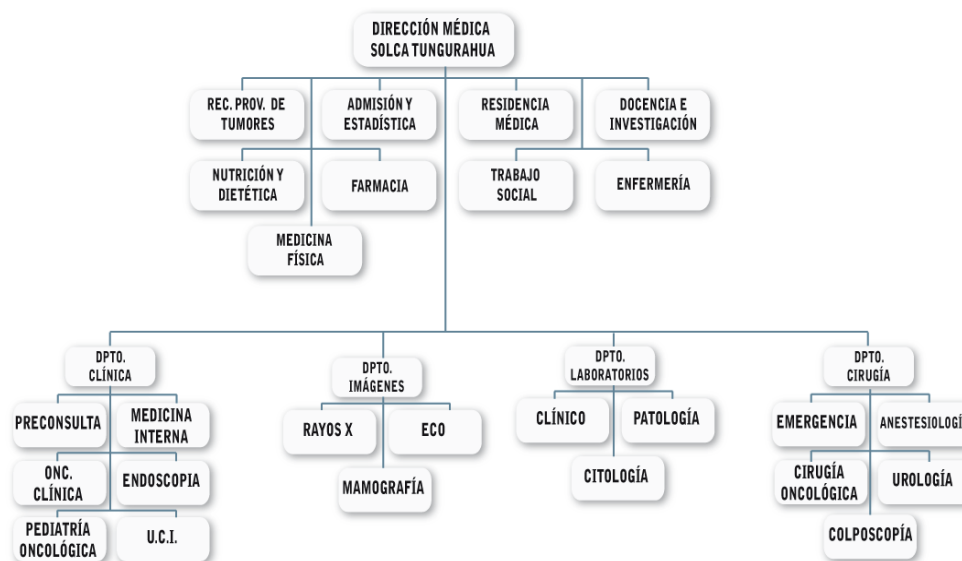 DIRECCIÓN MÉDICA
SOLCA TUNGURAHUA
REC. PROV. DE
TUMORES
ADMISIÓN Y
ESTADÍSTICA
RESIDENCIA
MÉDICA
DOCENCIA E
INVESTIGACIÓN
NUTRICIÓN Y
DIETÉTICA
FARMACIA
TRABAJO
SOCIAL
ENFERMERÍA
MEDICINA
FÍSICA
DPTO.
CLÍNICA
DPTO.
IMÁGENES
DPTO.
LABORATORIOS
DPTO.
CIRUGÍA
PRECONSULTA
MEDICINA
INTERNA
ONC.
CLÍNICA
ENDOSCOPIA
PEDIATRÍA
ONCOLÓGICA
U.C.I.
RAYOS X
ECO
MAMOGRAFÍA
CLÍNICO
PATOLOGÍA
CITOLOGÍA
EMERGENCIA
ANESTESIOLOGÍ
CIRUGÍA
ONCOLÓGICA
UROLOGÍA
COLPOSCOPÍA